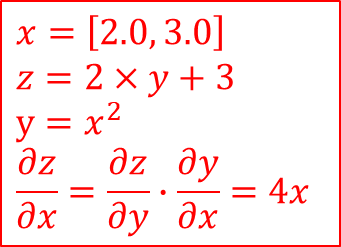 x = [2.0, 3.0]
z = 2 × y + 3
y = x²
∂z/∂x = ∂z/∂y · ∂y/∂x = 4x